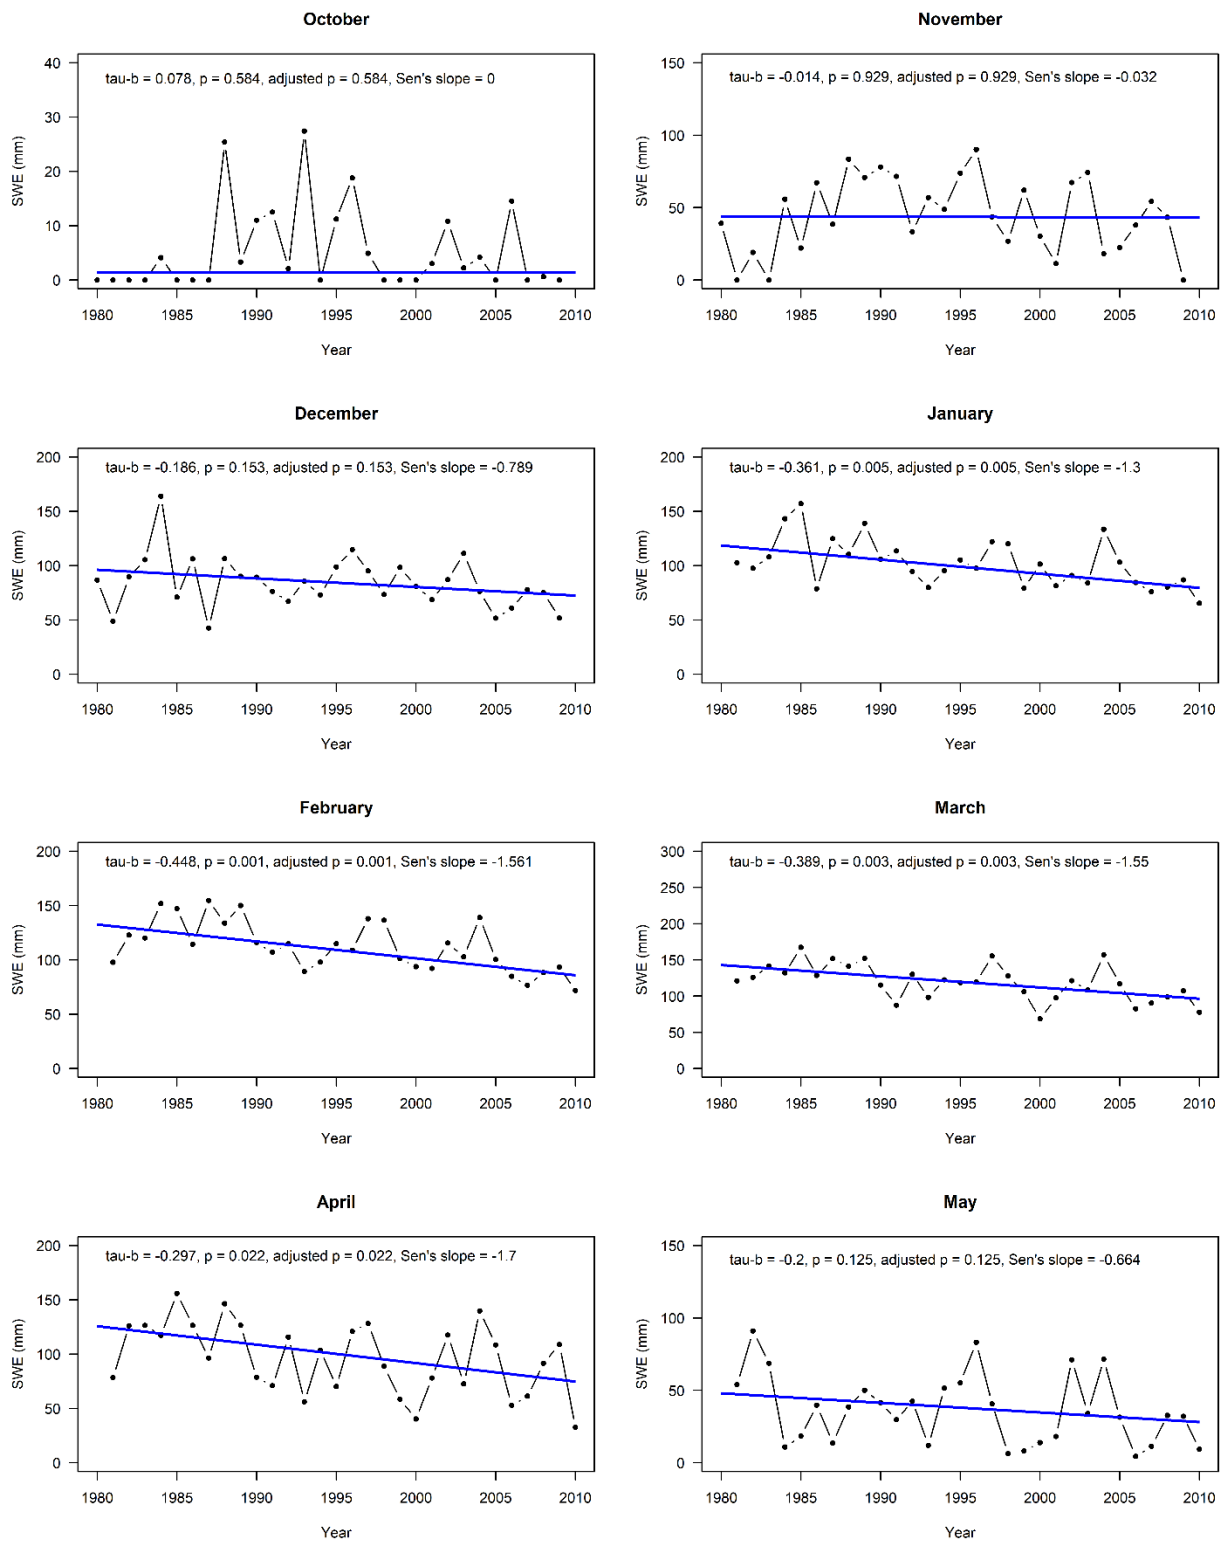 October
tau-b = 0.078, p = 0.584, adjusted p = 0.584, Sen's slope = 0
SWE (mm)
40
30
20
10
0
1980 1985 1990 1995 2000 2005 2010
Year
November
tau-b = -0.014, p = 0.929, adjusted p = 0.929, Sen's slope = -0.032
SWE (mm)
150
100
50
0
1980 1985 1990 1995 2000 2005 2010
Year
December
tau-b = -0.186, p = 0.153, adjusted p = 0.153, Sen's slope = -0.789
SWE (mm)
200
150
100
50
0
1980 1985 1990 1995 2000 2005 2010
Year
January
tau-b = -0.361, p = 0.005, adjusted p = 0.005, Sen's slope = -1.3
SWE (mm)
200
150
100
50
0
1980 1985 1990 1995 2000 2005 2010
Year
February
tau-b = -0.448, p = 0.001, adjusted p = 0.001, Sen's slope = -1.561
SWE (mm)
200
150
100
50
0
1980 1985 1990 1995 2000 2005 2010
Year
March
tau-b = -0.389, p = 0.003, adjusted p = 0.003, Sen's slope = -1.55
SWE (mm)
300
250
200
150
100
50
0
1980 1985 1990 1995 2000 2005 2010
Year
April
tau-b = -0.297, p = 0.022, adjusted p = 0.022, Sen's slope = -1.7
SWE (mm)
200
150
100
50
0
1980 1985 1990 1995 2000 2005 2010
Year
May
tau-b = -0.2, p = 0.125, adjusted p = 0.125, Sen's slope = -0.664
SWE (mm)
150
100
50
0
1980 1985 1990 1995 2000 2005 2010
Year